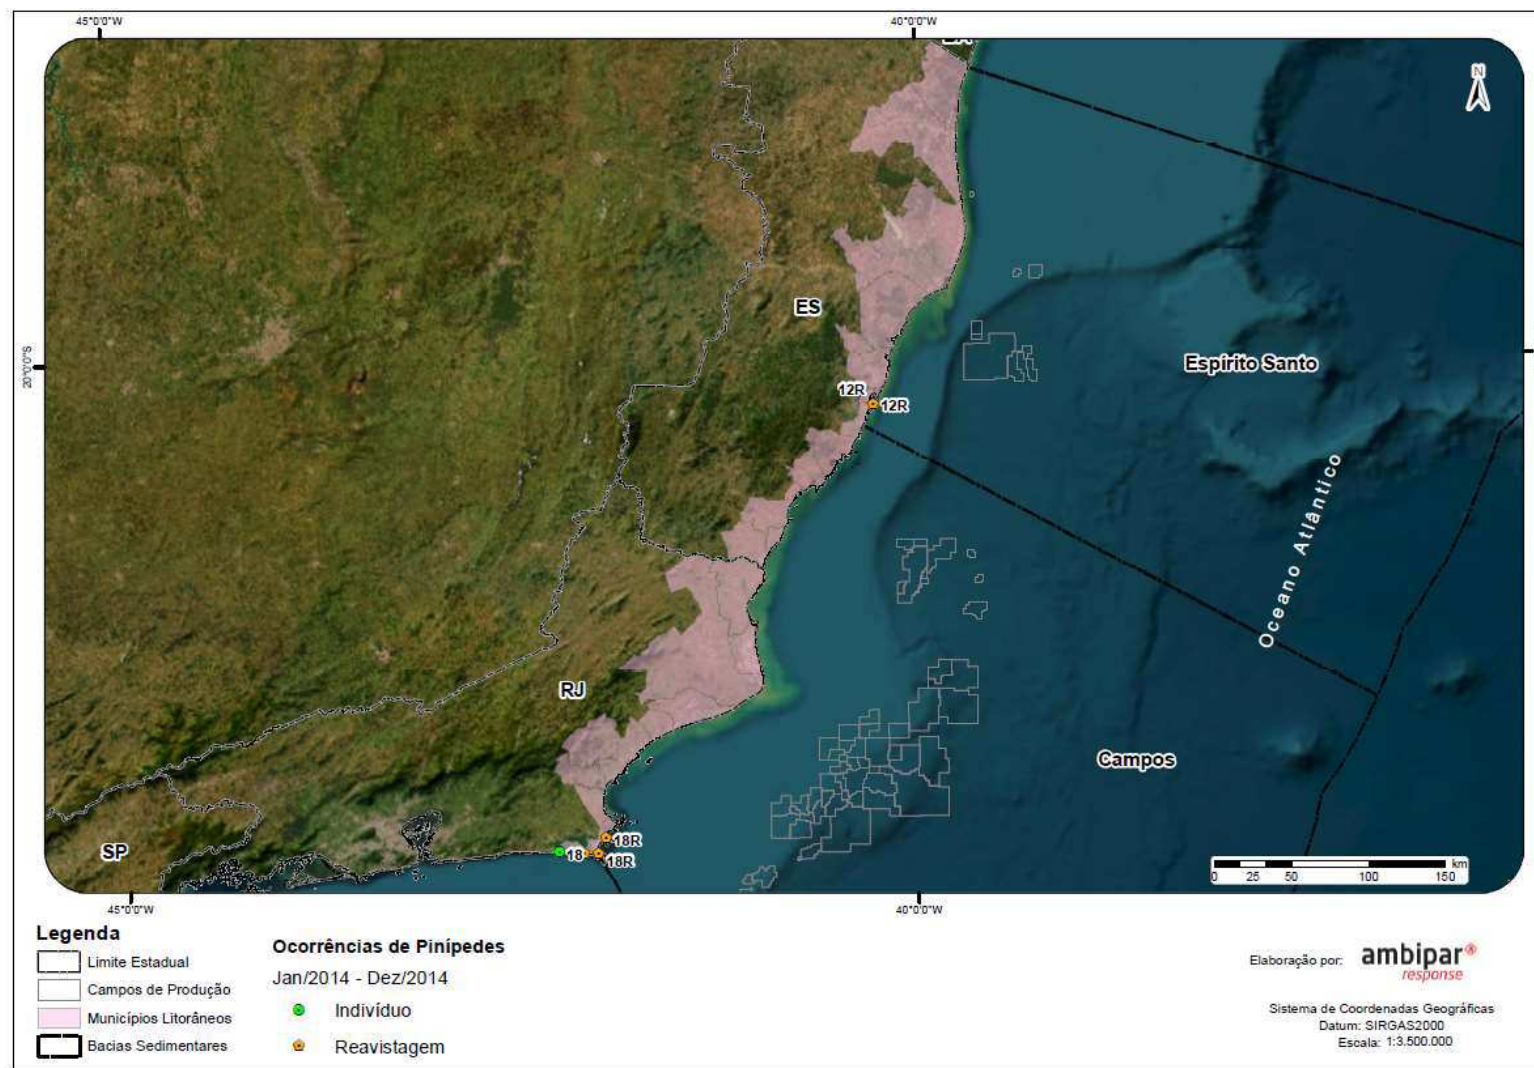 45°0'0"W
40°0'0"W
N
20°0'0"S
ES
Espírito Santo
12R
12R
Oceano Atlântico
RJ
Campos
18R
SP
18
18R
km
0 25 50 100 150
45°0'0"W
40°0'0"W
Legenda
Limite Estadual
Campos de Produção
Municípios Litorâneos
Bacias Sedimentares
Ocorrências de Pinípedes
Jan/2014 - Dez/2014
Indivíduo
Reavistagem
Elaboração por: ambipar response
Sistema de Coordenadas Geográficas
Datum: SIRGAS2000
Escala: 1:3.500.000